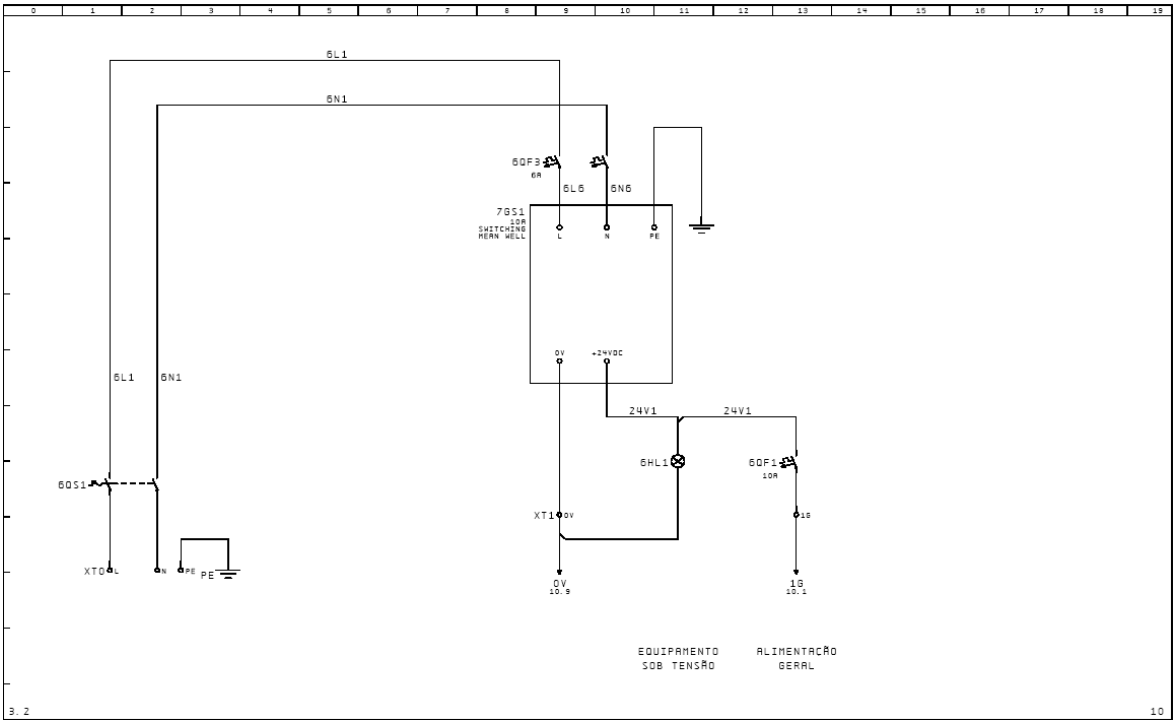 0 1 2 3 4 5 6 7 8 9 10 11 12 13 14 15 16 17 18 19
6L1
6N1
6QF3
6A
6L6 6N6
7GS1
10A
SWITCHING
MEAN WELL
L N PE
0V +24VDC
6L1 6N1
24V1 24V1
6HL1
6QF1
10A
6QS1
XT1 0V
1G
XT0 L N PE PE
0V
10.9
1G
10.1
EQUIPAMENTO
SOB TENSÃO
ALIMENTAÇÃO
GERAL
3.2
10